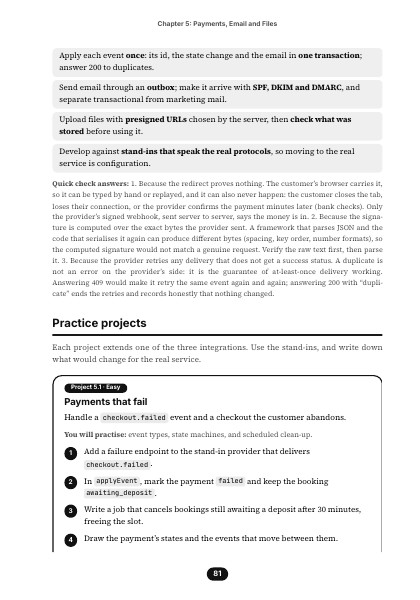 Chapter 5: Payments, Email and Files
Apply each event once: its id, the state change and the email in one transaction;
answer 200 to duplicates.
Send email through an outbox; make it arrive with SPF, DKIM and DMARC, and
separate transactional from marketing mail.
Upload files with presigned URLs chosen by the server, then check what was
stored before using it.
Develop against stand-ins that speak the real protocols, so moving to the real
service is configuration.
Quick check answers: 1. Because the redirect proves nothing. The customer's browser carries it,
so it can be typed by hand or replayed, and it can also never happen: the customer closes the tab,
loses their connection, or the provider confirms the payment minutes later (bank checks). Only
the provider's signed webhook, sent server to server, says the money is in. 2. Because the signa-
ture is computed over the exact bytes the provider sent. A framework that parses JSON and the
code that serialises it again can produce different bytes (spacing, key order, number formats), so
the computed signature would not match a genuine request. Verify the raw text first, then parse
it. 3. Because the provider retries any delivery that does not get a success status. A duplicate is
not an error on the provider's side: it is the guarantee of at-least-once delivery working.
Answering 409 would make it retry the same event again and again; answering 200 with "dupli-
cate" ends the retries and records honestly that nothing changed.
Practice projects
Each project extends one of the three integrations. Use the stand-ins, and write down
what would change for the real service.
Project 5.1 · Easy
Payments that fail
Handle a checkout.failed event and a checkout the customer abandons.
You will practise: event types, state machines, and scheduled clean-up.
1 Add a failure endpoint to the stand-in provider that delivers
checkout.failed.
2 In applyEvent, mark the payment failed and keep the booking
awaiting_deposit.
3 Write a job that cancels bookings still awaiting a deposit after 30 minutes,
freeing the slot.
4 Draw the payment's states and the events that move between them.
81